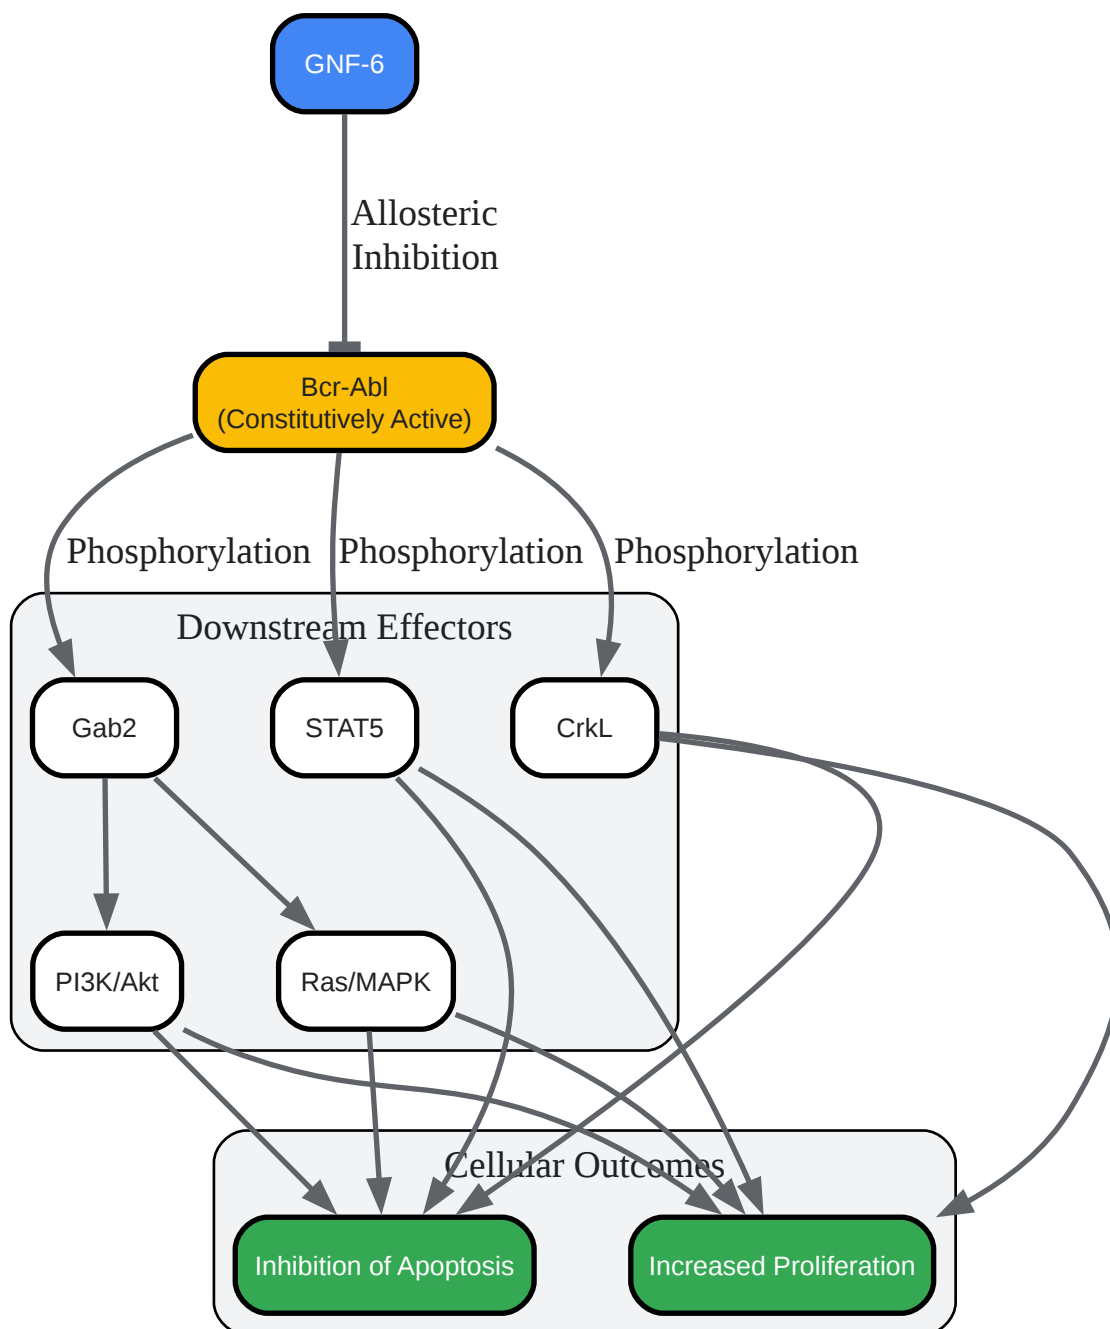 GNF-6
Allosteric
Inhibition
Bcr-Abl
(Constitutively Active)
Phosphorylation
Phosphorylation
Phosphorylation
Downstream Effectors
Gab2
STAT5
CrkL
PI3K/Akt
Ras/MAPK
Cellular Outcomes
Inhibition of Apoptosis
Increased Proliferation